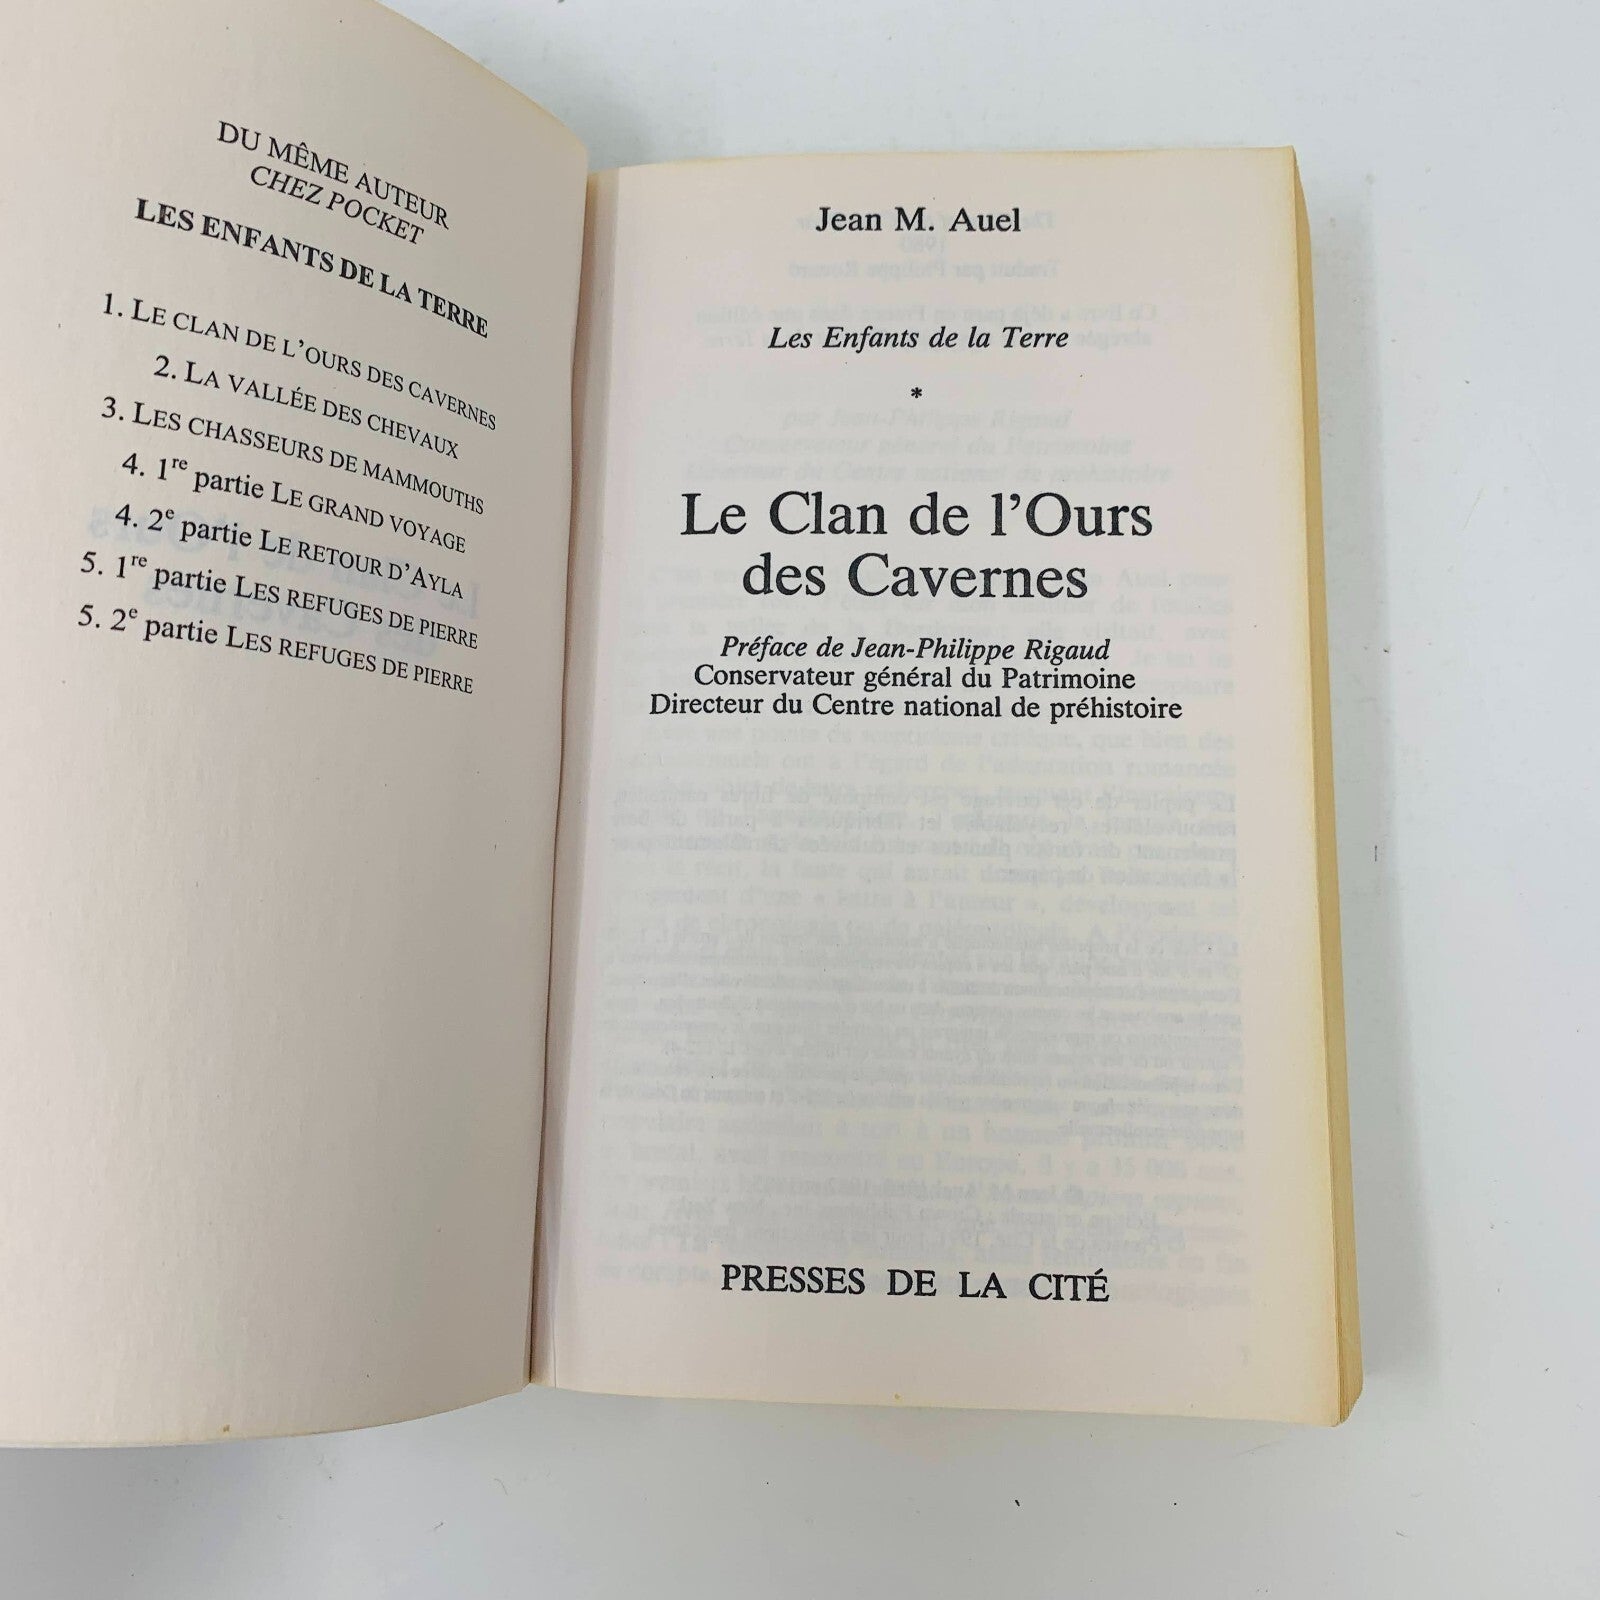 DU MÊME AUTEUR
CHEZ POCKET
LES ENFANTS DE LA TERRE
1. LE CLAN DE L'OURS DES CAVERNES
2. LA VALLÉE DES CHEVAUX
3. LES CHASSEURS DE MAMMOUTHS
4. 1re partie LE GRAND VOYAGE
4. 2e partie LE RETOUR D'AYLA
5. 1re partie LES REFUGES DE PIERRE
5. 2e partie LES REFUGES DE PIERRE
Jean M. Auel
Les Enfants de la Terre
*
Le Clan de l'Ours
des Cavernes
Préface de Jean-Philippe Rigaud
Conservateur général du Patrimoine
Directeur du Centre national de préhistoire
PRESSES DE LA CITÉ